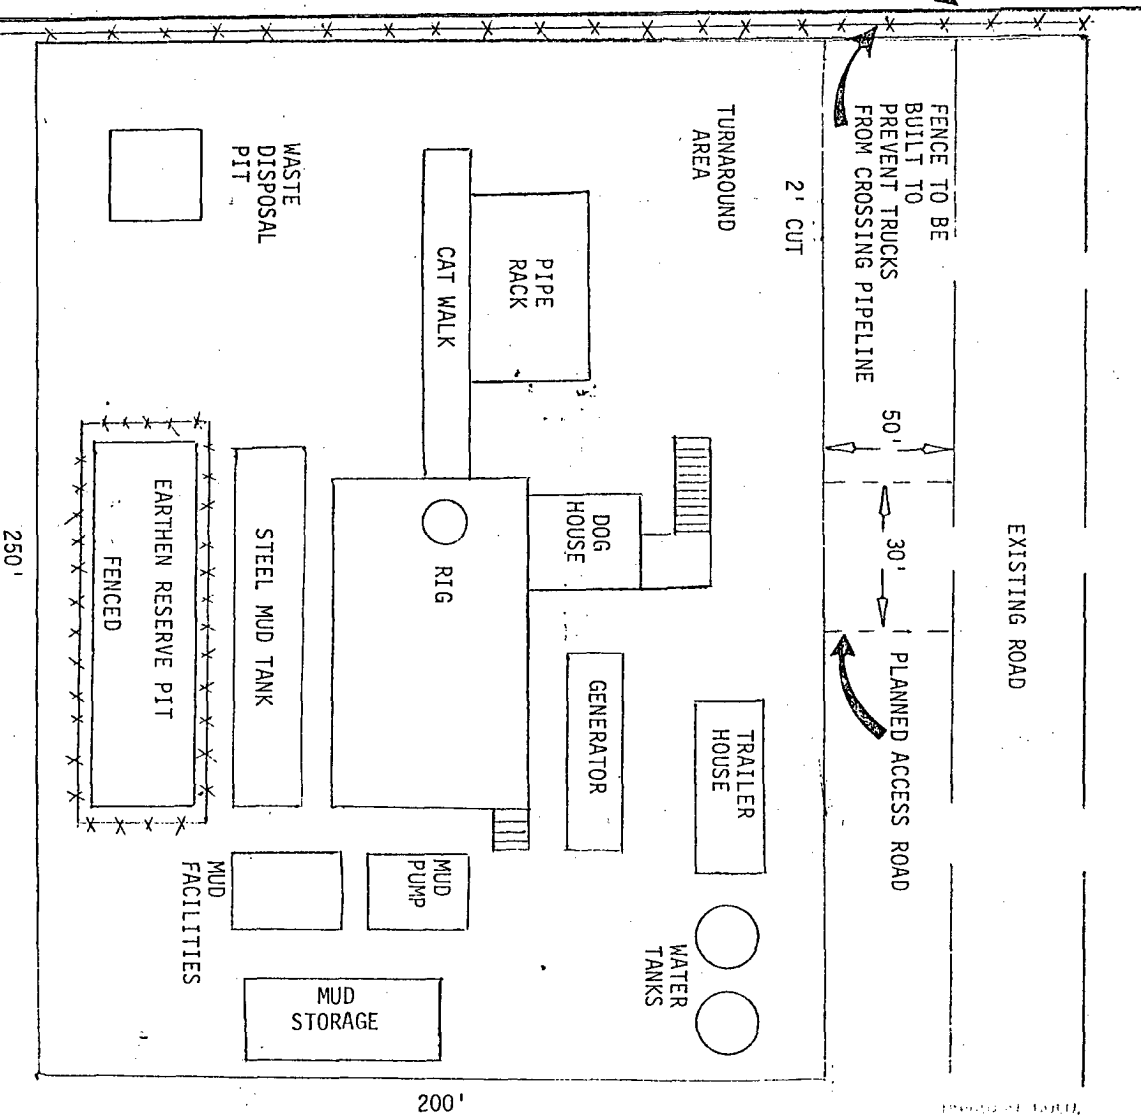 FENCE TO BE
BUILT TO
PREVENT TRUCKS
FROM CROSSING PIPELINE
TURNAROUND
AREA
2' CUT
WASTE
DISPOSAL
PIT
PIPE
RACK
CAT WALK
50'
30'
EXISTING ROAD
PLANNED ACCESS ROAD
DOG
HOUSE
RIG
STEEL MUD TANK
EARTHEN RESERVE PIT
FENCED
250'
GENERATOR
TRAILER
HOUSE
MUD
PUMP
MUD
FACILITIES
WATER
TANKS
MUD
STORAGE
200'